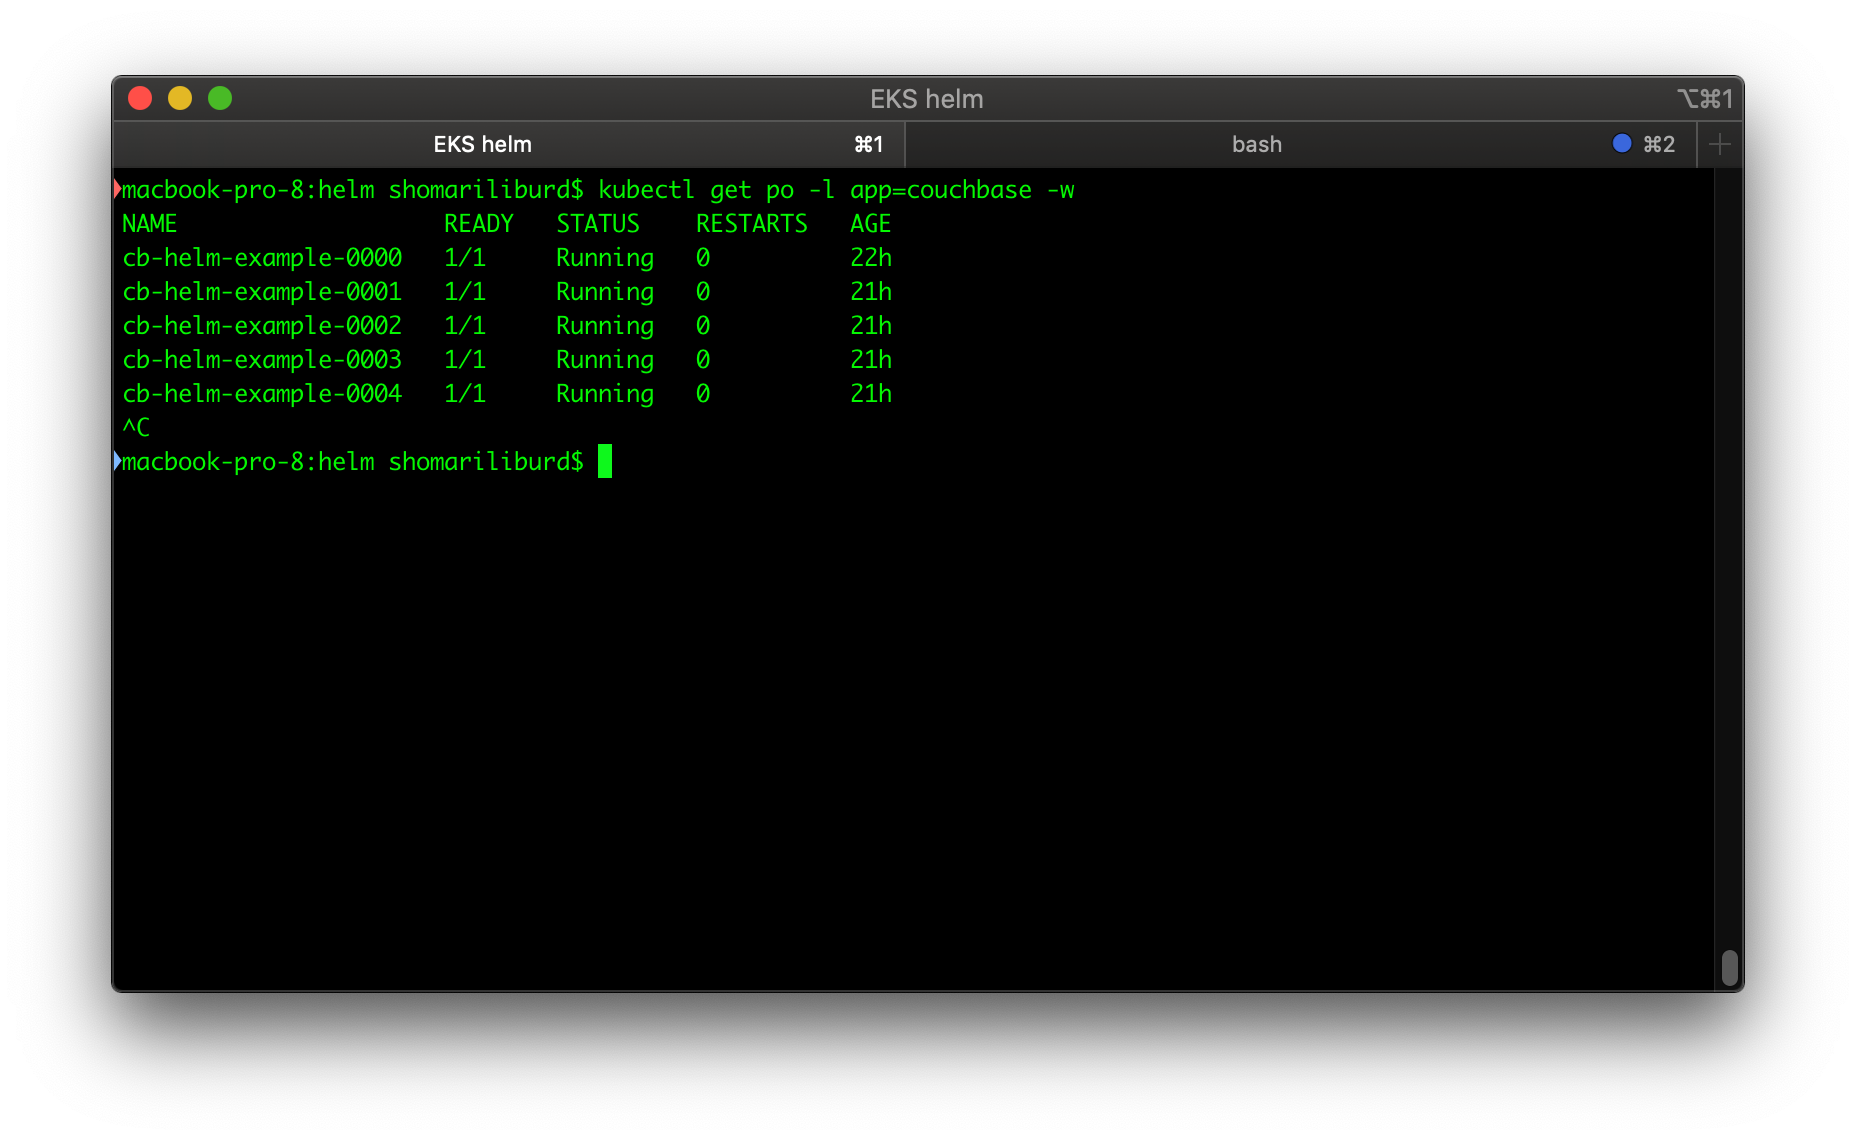 EKS helm
⌥⌘1
EKS helm ⌘1 bash ⌘2
macbook-pro-8:helm shomariliburd$ kubectl get po -l app=couchbase -w
NAME READY STATUS RESTARTS AGE
cb-helm-example-0000 1/1 Running 0 22h
cb-helm-example-0001 1/1 Running 0 21h
cb-helm-example-0002 1/1 Running 0 21h
cb-helm-example-0003 1/1 Running 0 21h
cb-helm-example-0004 1/1 Running 0 21h
^C
macbook-pro-8:helm shomariliburd$